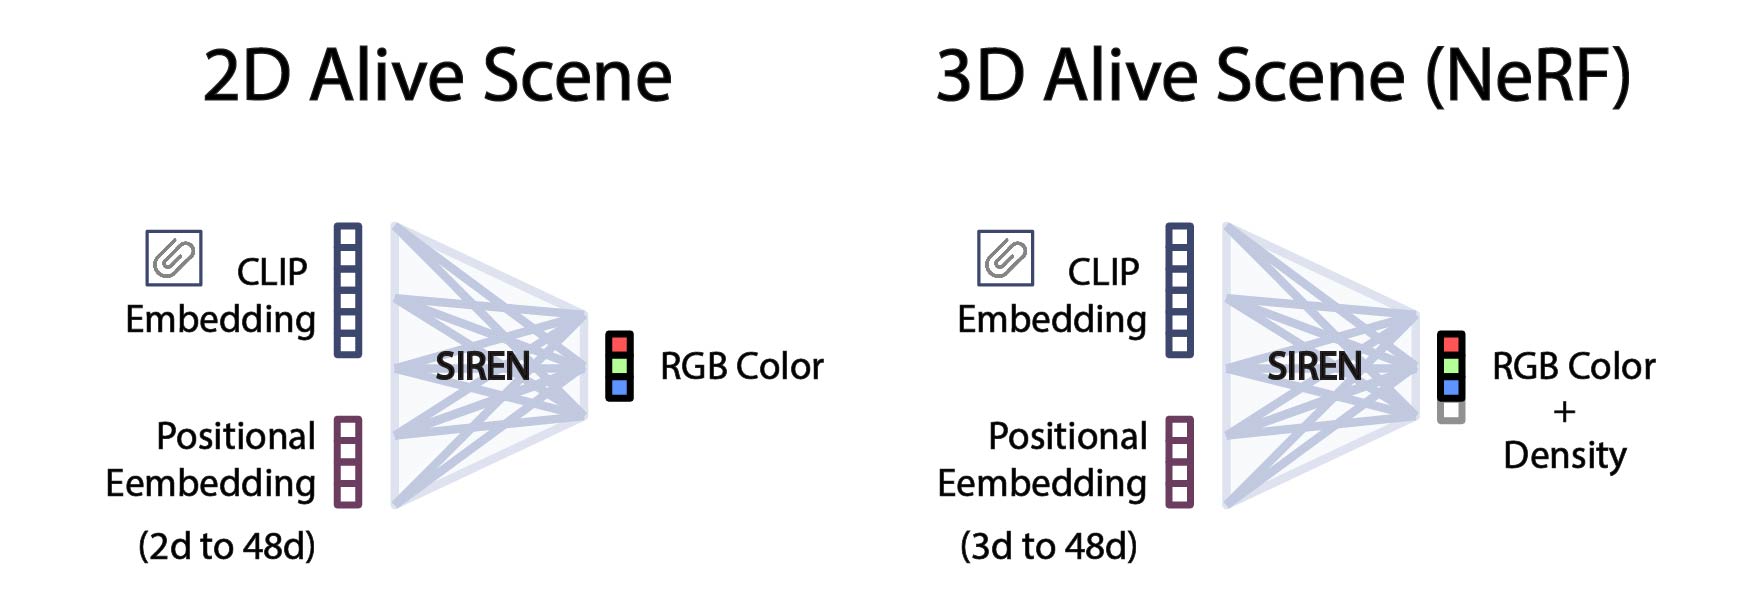 2D Alive Scene
CLIP
Embedding
SIREN
RGB Color
Positional
Eembedding
(2d to 48d)
3D Alive Scene (NeRF)
CLIP
Embedding
SIREN
RGB Color
+
Density
Positional
Eembedding
(3d to 48d)